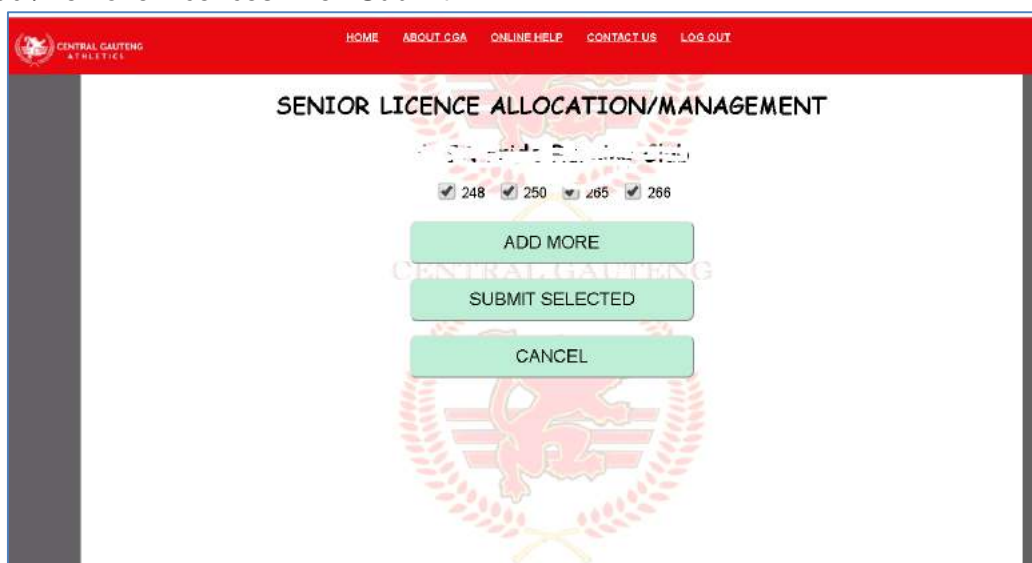 CENTRAL GAUTENG
ATHLETICS
HOME ABOUT CGA ONLINE HELP CONTACT US LOG OUT
SENIOR LICENCE ALLOCATION/MANAGEMENT
Club
248 250 265 266
ADD MORE
CENTRAL GAUTENG
SUBMIT SELECTED
CANCEL